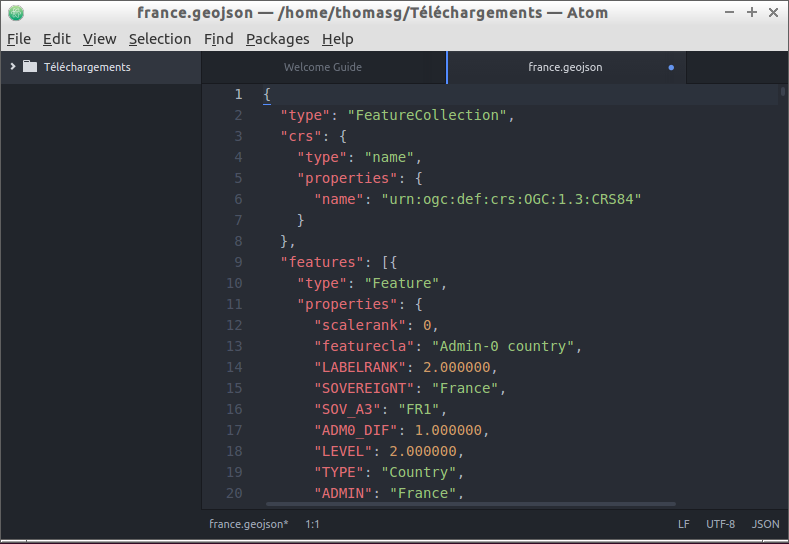 france.geojson — /home/thomasg/Téléchargements — Atom
File Edit View Selection Find Packages Help
Téléchargements
Welcome Guide
france.geojson
1 {
2 "type": "FeatureCollection",
3 "crs": {
4 "type": "name",
5 "properties": {
6 "name": "urn:ogc:def:crs:OGC:1.3:CRS84"
7 }
8 },
9 "features": [{
10 "type": "Feature",
11 "properties": {
12 "scalerank": 0,
13 "featurecla": "Admin-0 country",
14 "LABELRANK": 2.000000,
15 "SOVEREIGNT": "France",
16 "SOV_A3": "FR1",
17 "ADM0_DIF": 1.000000,
18 "LEVEL": 2.000000,
19 "TYPE": "Country",
20 "ADMIN": "France",
france.geojson* 1:1 LF UTF-8 JSON